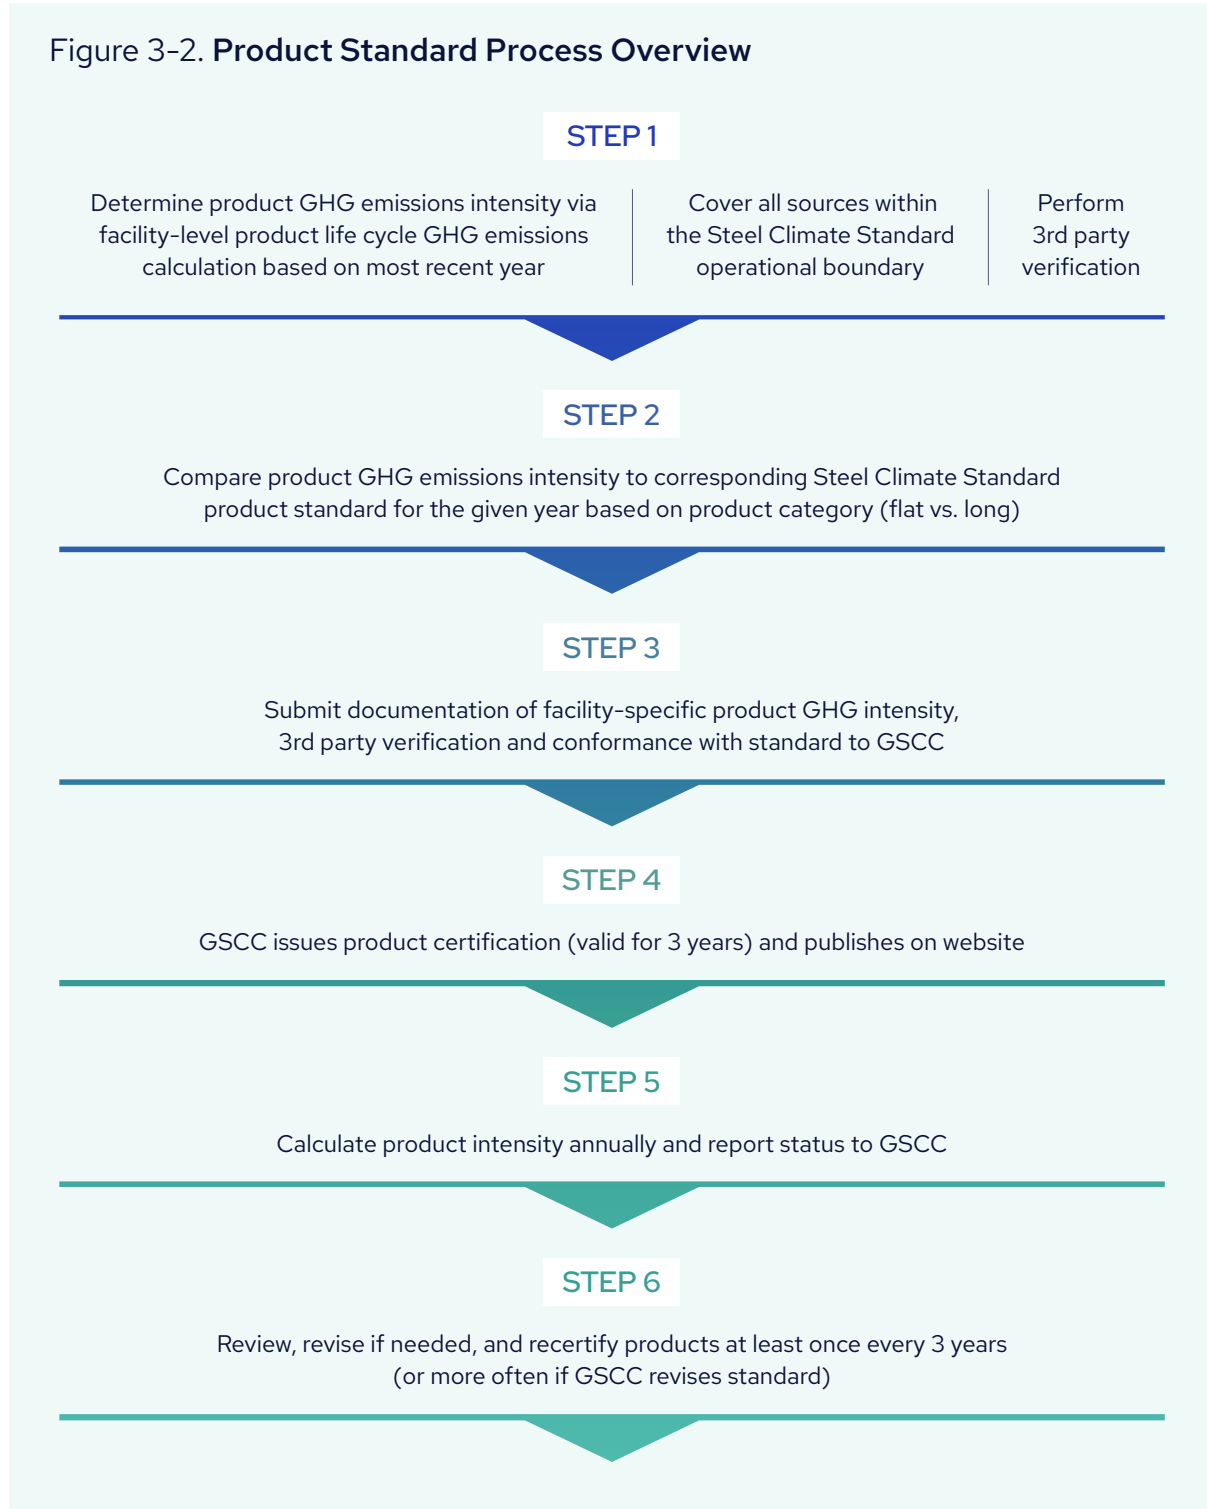 Figure 3-2. Product Standard Process Overview
STEP 1
Determine product GHG emissions intensity via
facility-level product life cycle GHG emissions
calculation based on most recent year
Cover all sources within
the Steel Climate Standard
operational boundary
Perform
3rd party
verification
STEP 2
Compare product GHG emissions intensity to corresponding Steel Climate Standard
product standard for the given year based on product category (flat vs. long)
STEP 3
Submit documentation of facility-specific product GHG intensity,
3rd party verification and conformance with standard to GSCC
STEP 4
GSCC issues product certification (valid for 3 years) and publishes on website
STEP 5
Calculate product intensity annually and report status to GSCC
STEP 6
Review, revise if needed, and recertify products at least once every 3 years
(or more often if GSCC revises standard)